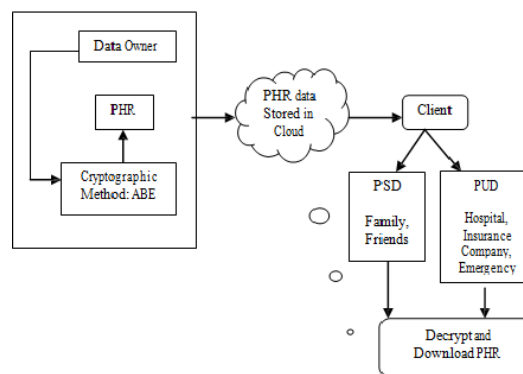 Data Owner
PHR
Cryptographic
Method: ABE
PHR data
Stored in
Cloud
Client
PSD
Family,
Friends
PUD
Hospital,
Insurance
Company,
Emergency
Decrypt and
Download PHR